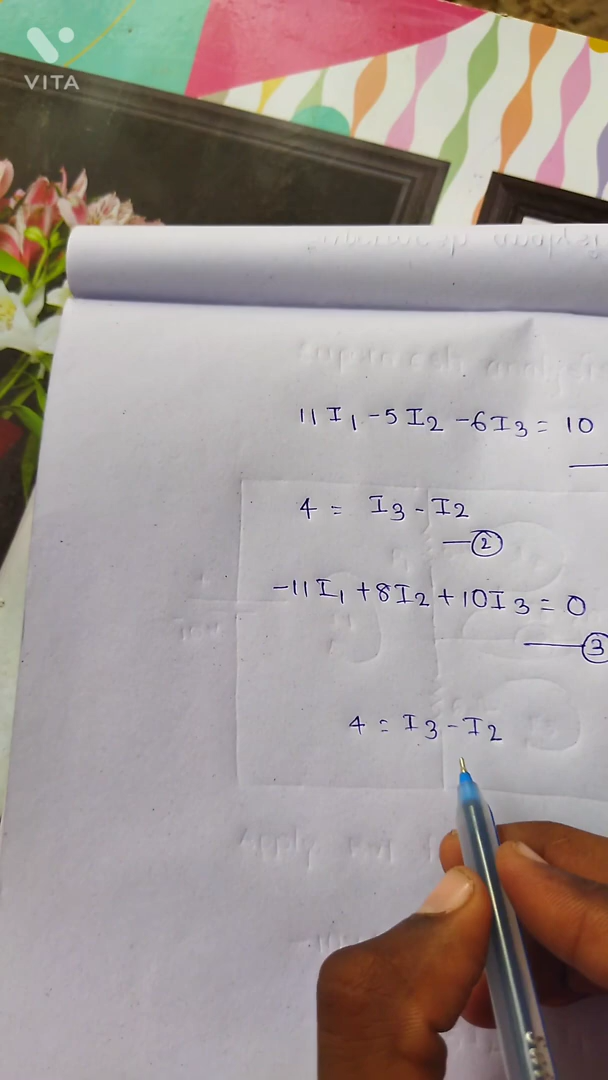 VITA
11I1 - 5I2 - 6I3 = 10
4 = I3 - I2
②
-11I1 + 8I2 + 10I3 = 0
③
4 = I3 - I2